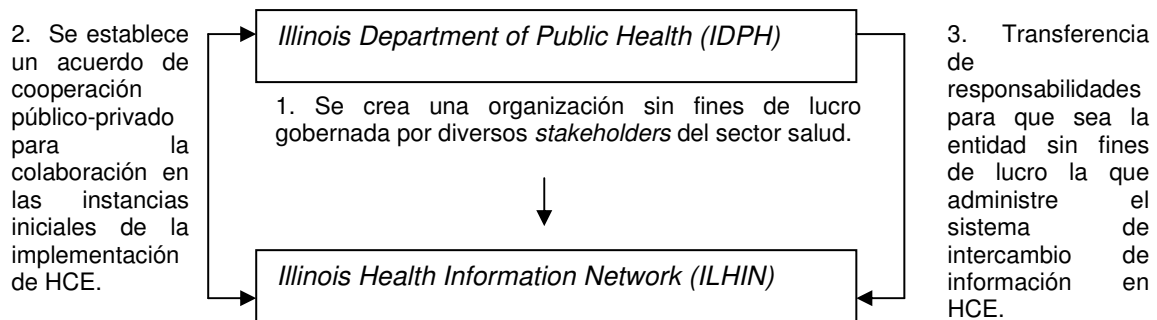 2. Se establece
un acuerdo de
cooperación
público-privado
para la
colaboración en
las instancias
iniciales de la
implementación
de HCE.
Illinois Department of Public Health (IDPH)
1. Se crea una organización sin fines de lucro
gobernada por diversos stakeholders del sector salud.
Illinois Health Information Network (ILHIN)
3. Transferencia
de
responsabilidades
para que sea la
entidad sin fines
de lucro la que
administre el
sistema de
intercambio de
información en
HCE.